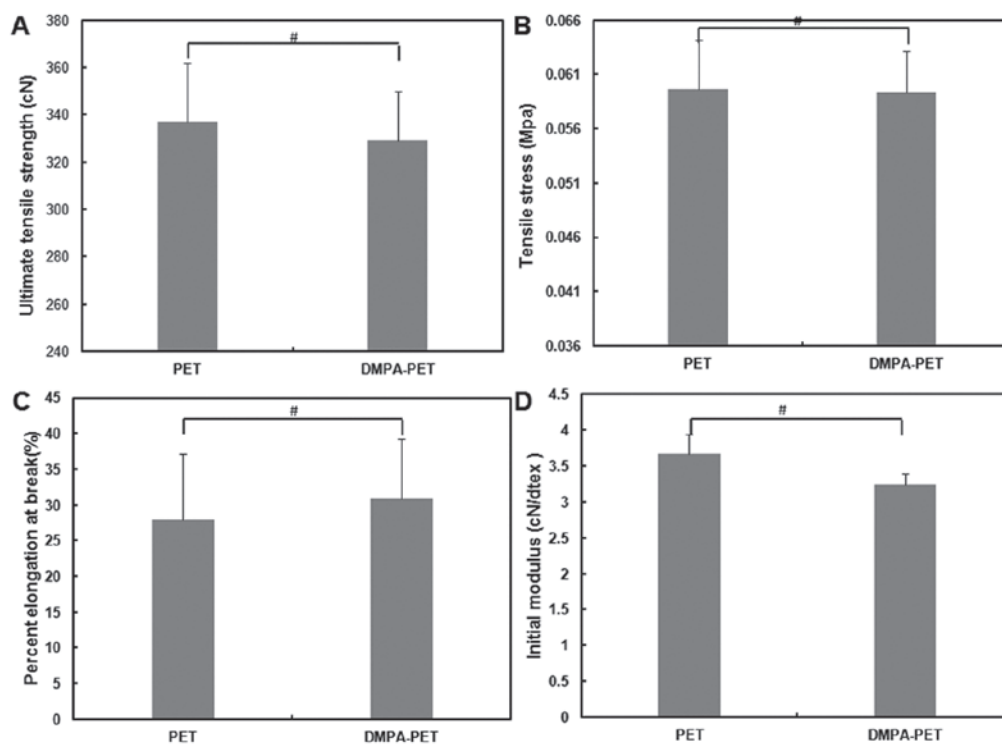 A
Ultimate tensile strength (cN)
380
360
340
320
300
280
260
240
#
PET
DMPA-PET
B
Tensile stress (Mpa)
0.066
0.061
0.056
0.051
0.046
0.041
0.036
#
PET
DMPA-PET
C
Percent elongation at break(%)
45
40
35
30
25
20
15
10
5
0
#
PET
DMPA-PET
D
Initial modulus (cN/dtex )
4.5
4
3.5
3
2.5
2
1.5
1
0.5
0
#
PET
DMPA-PET